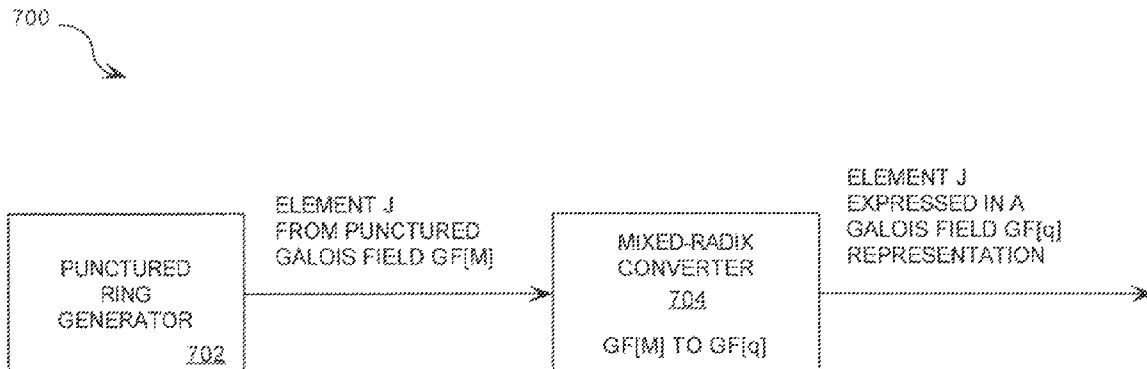 700
PUNCTURED
RING
GENERATOR
702
ELEMENT J
FROM PUNCTURED
GALOIS FIELD GF[M]
MIXED-RADIX
CONVERTER
704
GF[M] TO GF[q]
ELEMENT J
EXPRESSED IN A
GALOIS FIELD GF[q]
REPRESENTATION